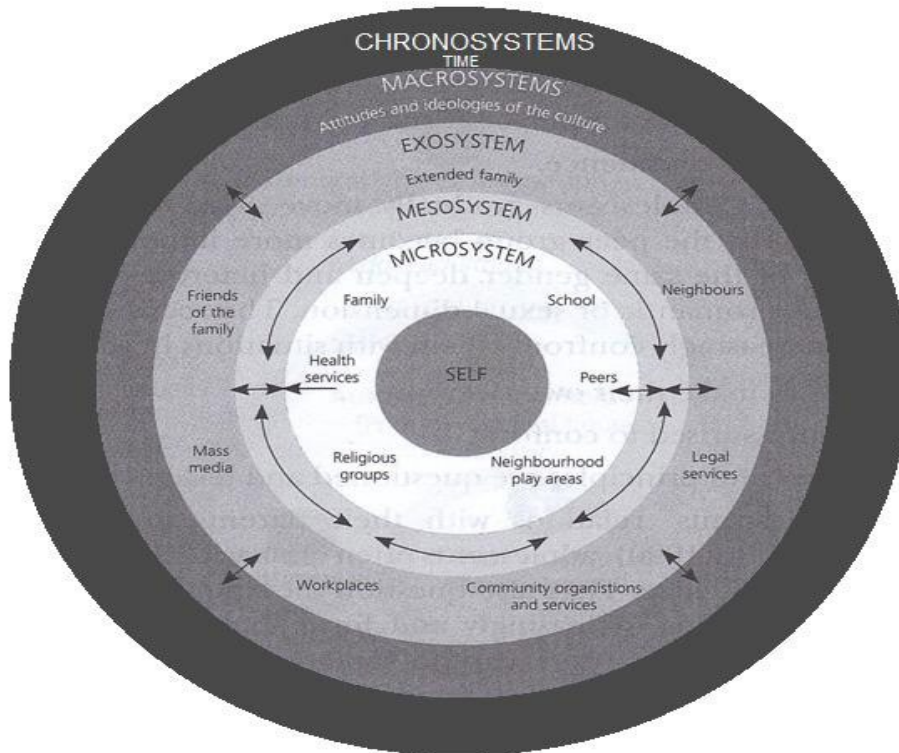 CHRONOSYSTEMS
TIME
MACROSYSTEMS
Attitudes and ideologies of the culture
EXOSYSTEM
Extended family
MESOSYSTEM
MICROSYSTEM
Family
School
Friends
of the
family
Neighbours
Health
services
SELF
Peers
Mass
media
Religious
groups
Neighbourhood
play areas
Legal
services
Workplaces
Community organistions
and services